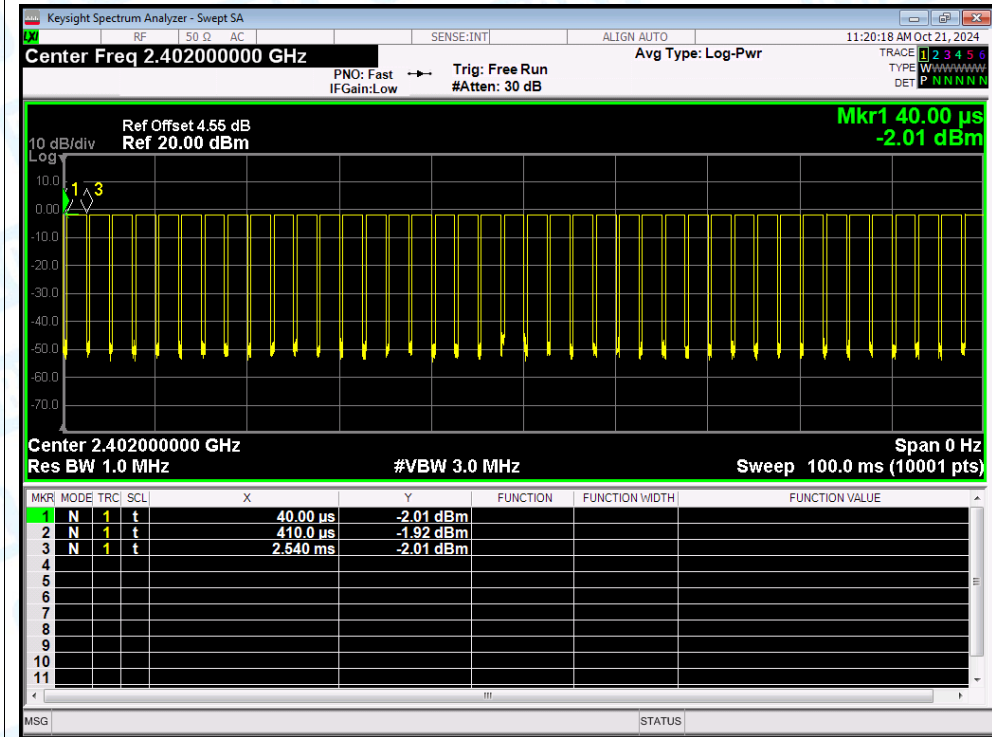 Keysight Spectrum Analyzer - Swept SA
LXI RF 50 Ω AC SENSE:INT ALIGN AUTO 11:20:18 AM Oct 21, 2024
Center Freq 2.402000000 GHz Avg Type: Log-Pwr TRACE 1 2 3 4 5 6
PNO: Fast Trig: Free Run TYPE WWWWWW
IFGain:Low #Atten: 30 dB DET P N N N N N
Mkr1 40.00 µs
Ref Offset 4.55 dB
10 dB/div Ref 20.00 dBm -2.01 dBm
Log
10.0
1 3
0.00
-10.0
-20.0
-30.0
-40.0
-50.0
-60.0
-70.0
Center 2.402000000 GHz Span 0 Hz
Res BW 1.0 MHz #VBW 3.0 MHz Sweep 100.0 ms (10001 pts)
MKR MODE TRC SCL X Y FUNCTION FUNCTION WIDTH FUNCTION VALUE
1 N 1 t 40.00 µs -2.01 dBm
2 N 1 t 410.0 µs -1.92 dBm
3 N 1 t 2.540 ms -2.01 dBm
4
5
6
7
8
9
10
11
MSG STATUS